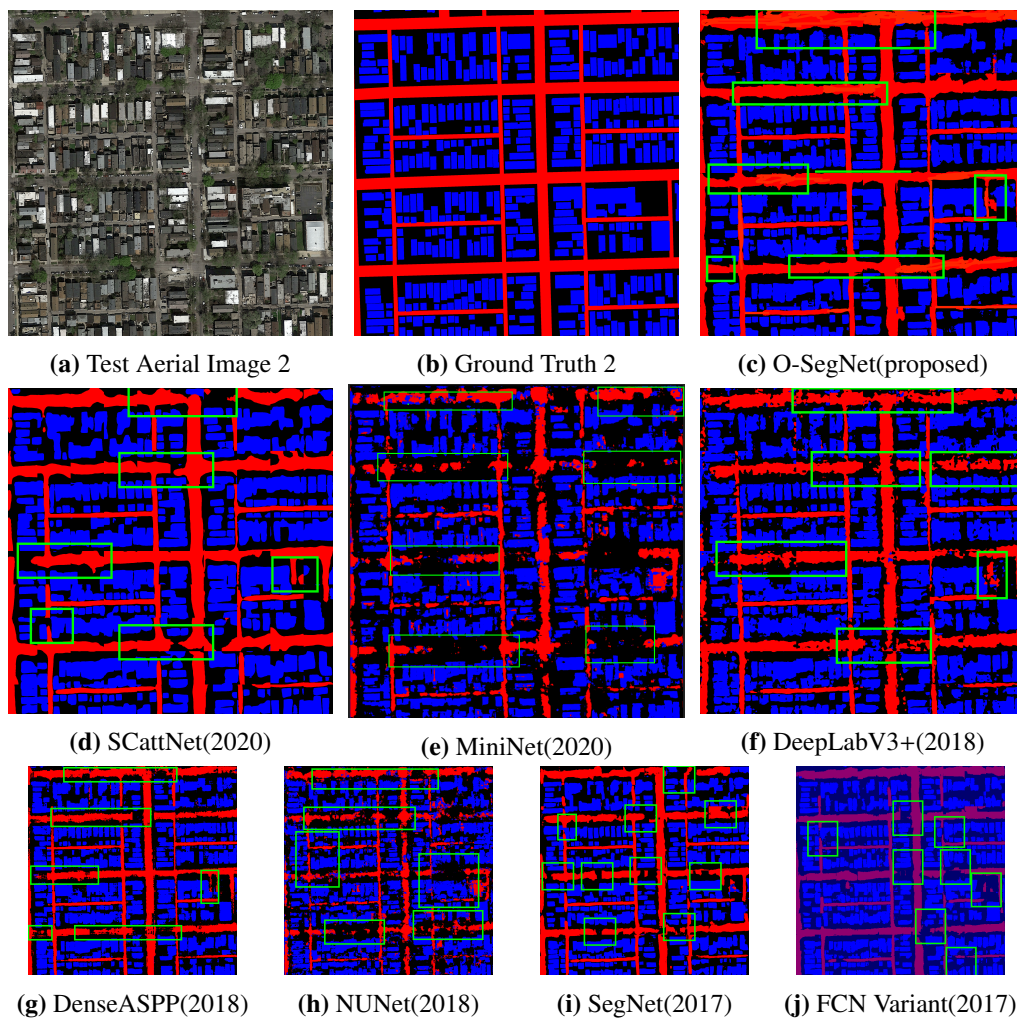 (a) Test Aerial Image 2
(b) Ground Truth 2
(c) O-SegNet(proposed)
(d) SCattNet(2020)
(e) MiniNet(2020)
(f) DeepLabV3+(2018)
(g) DenseASPP(2018)
(h) NUNet(2018)
(i) SegNet(2017)
(j) FCN Variant(2017)